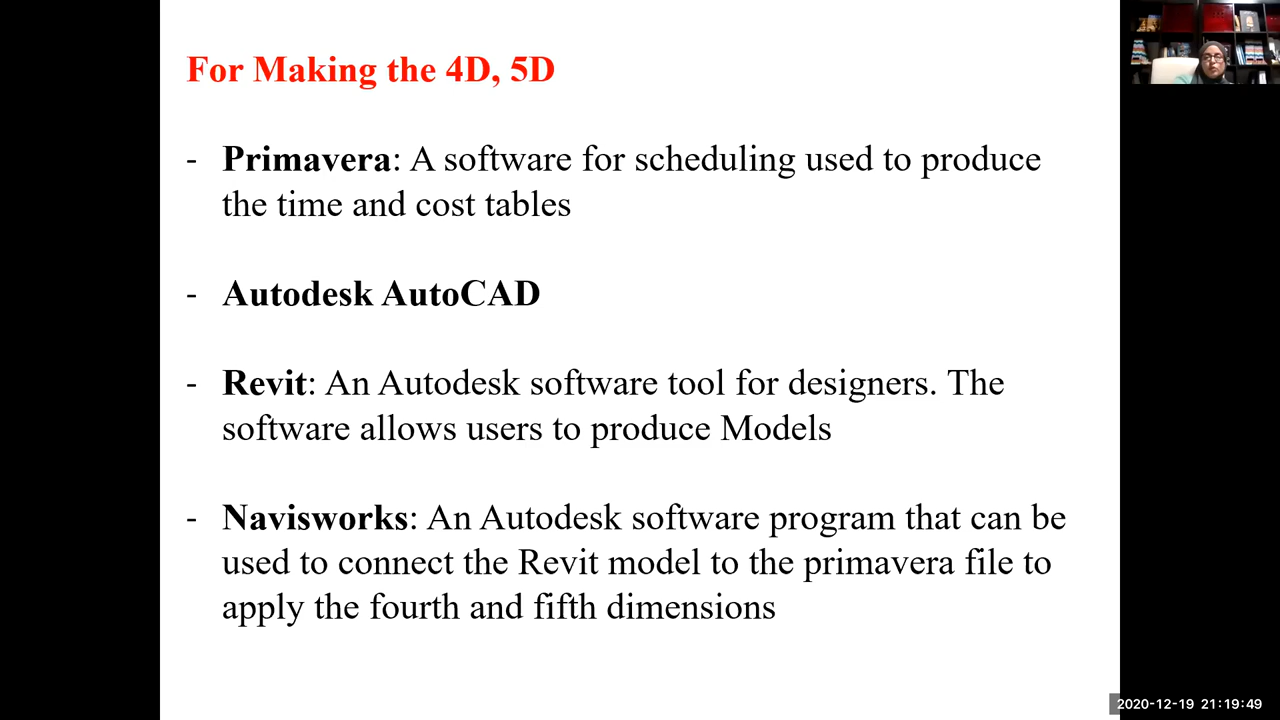 For Making the 4D, 5D
- Primavera: A software for scheduling used to produce
the time and cost tables
- Autodesk AutoCAD
- Revit: An Autodesk software tool for designers. The
software allows users to produce Models
- Navisworks: An Autodesk software program that can be
used to connect the Revit model to the primavera file to
apply the fourth and fifth dimensions
2020-12-19 21:19:49